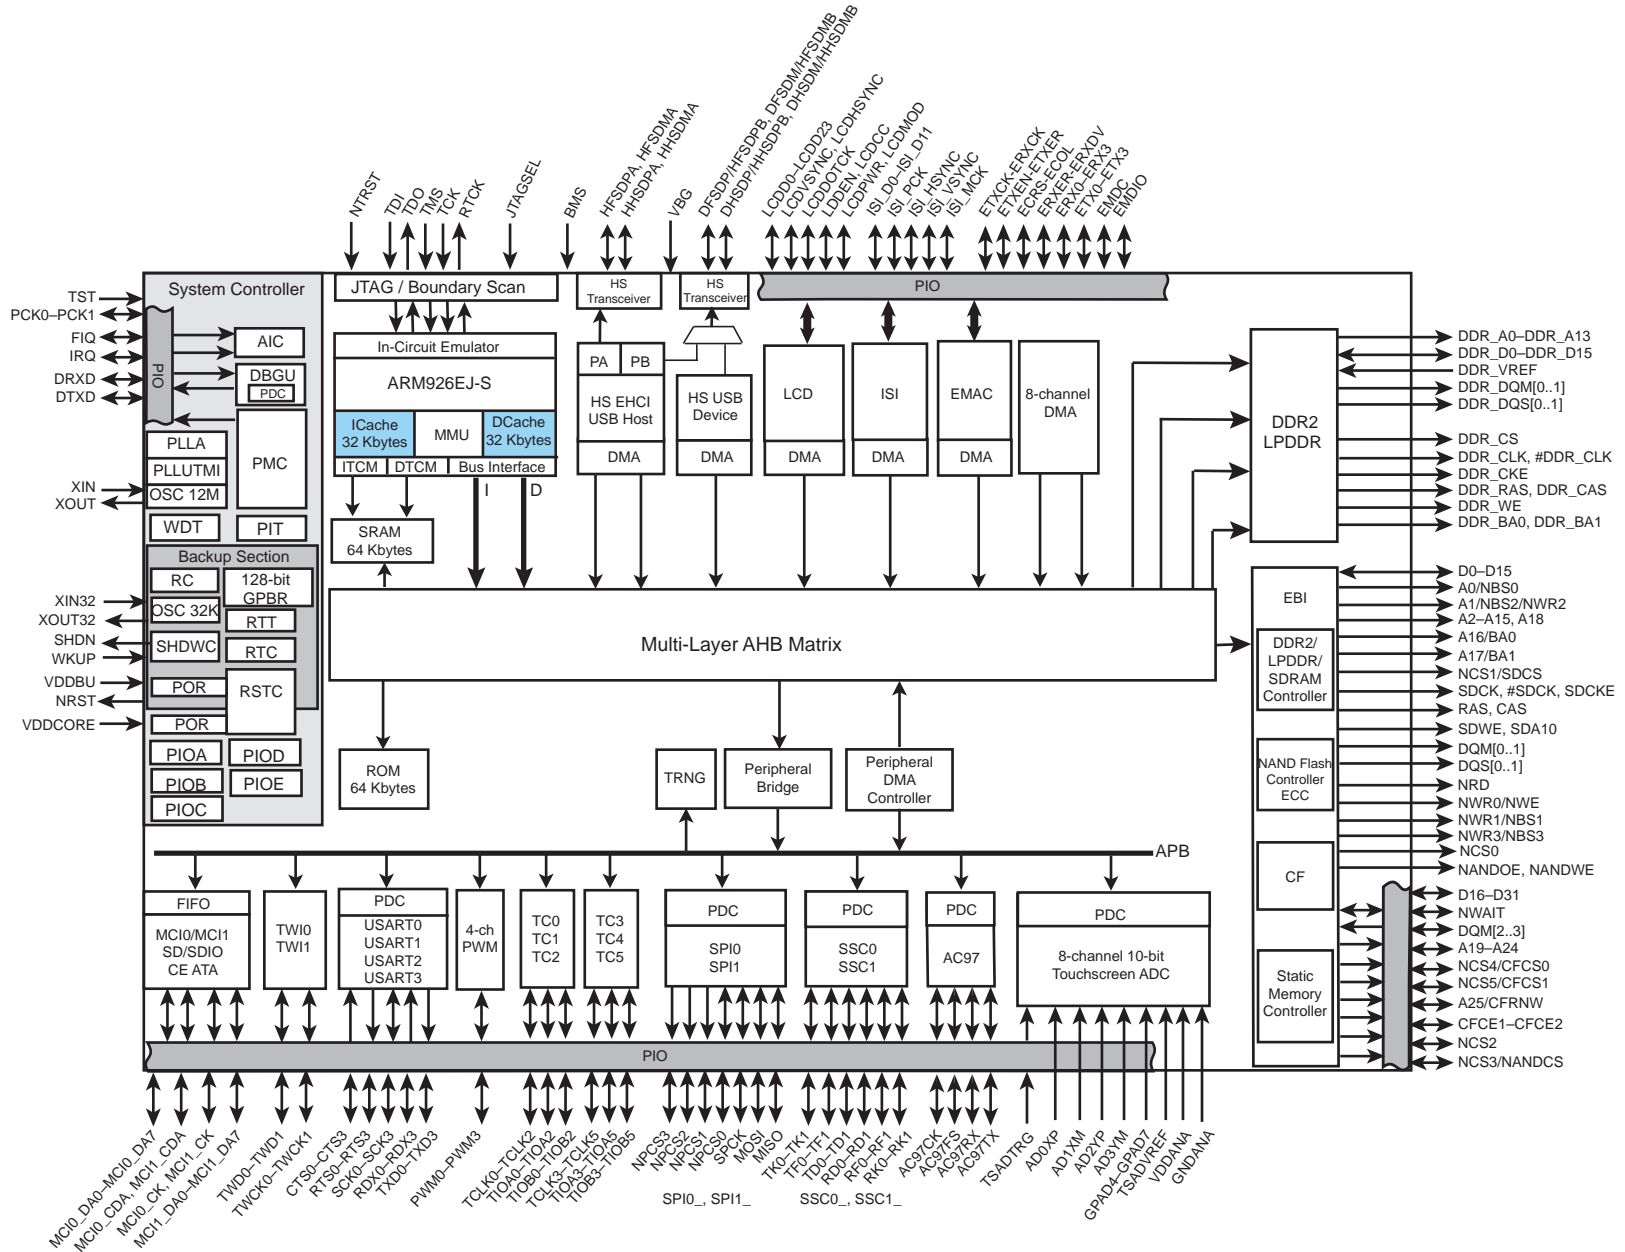 HFSDPA, HFSDMA
HHSDPA, HHSDMA
DFSDP/HFSDPB, DFSDM/HFSDMB
DHSDP/HHSDPB, DHSDM/HHSDMB
NTRST
TDI
TDO
TMS
TCK
RTCK
JTAGSEL
BMS
VBG
LCDD0–LCDD23
LCDVSYNC, LCDHSYNC
LCDDOTCK
LDDEN, LCDCC
LCDPWR, LCDMOD
ISI_D0–ISI_D11
ISI_PCK
ISI_HSYNC
ISI_VSYNC
ISI_MCK
ETXCK-ERXCK
ETXEN-ETXER
ECRS-ECOL
ERXER-ERXDV
ERX0–ERX3
ETX0–ETX3
EMDC
EMDIO
System Controller
TST
PCK0–PCK1
FIQ
IRQ
DRXD
DTXD
XIN
XOUT
XIN32
XOUT32
SHDN
WKUP
VDDBU
NRST
VDDCORE
PIO
AIC
DBGU
PDC
PLLA
PLLUTMI
OSC 12M
PMC
WDT
PIT
Backup Section
RC
128-bit
GPBR
OSC 32K
RTT
SHDWC
RTC
POR
RSTC
POR
PIOA
PIOD
PIOB
PIOE
PIOC
JTAG / Boundary Scan
In-Circuit Emulator
ARM926EJ-S
ICache
32 Kbytes
MMU
DCache
32 Kbytes
ITCM
DTCM
Bus Interface
I
D
SRAM
64 Kbytes
HS
Transceiver
HS
Transceiver
PA
PB
HS EHCI
USB Host
DMA
HS USB
Device
DMA
PIO
LCD
DMA
ISI
DMA
EMAC
DMA
8-channel
DMA
DDR2
LPDDR
DDR_A0–DDR_A13
DDR_D0–DDR_D15
DDR_VREF
DDR_DQM[0..1]
DDR_DQS[0..1]
DDR_CS
DDR_CLK, #DDR_CLK
DDR_CKE
DDR_RAS, DDR_CAS
DDR_WE
DDR_BA0, DDR_BA1
Multi-Layer AHB Matrix
EBI
DDR2/
LPDDR/
SDRAM
Controller
NAND Flash
Controller
ECC
CF
Static
Memory
Controller
D0–D15
A0/NBS0
A1/NBS2/NWR2
A2–A15, A18
A16/BA0
A17/BA1
NCS1/SDCS
SDCK, #SDCK, SDCKE
RAS, CAS
SDWE, SDA10
DQM[0..1]
DQS[0..1]
NRD
NWR0/NWE
NWR1/NBS1
NWR3/NBS3
NCS0
NANDOE, NANDWE
D16–D31
NWAIT
DQM[2..3]
A19–A24
NCS4/CFCS0
NCS5/CFCS1
A25/CFRNW
CFCE1–CFCE2
NCS2
NCS3/NANDCS
ROM
64 Kbytes
TRNG
Peripheral
Bridge
Peripheral
DMA
Controller
APB
FIFO
MCI0/MCI1
SD/SDIO
CE ATA
TWI0
TWI1
PDC
USART0
USART1
USART2
USART3
4-ch
PWM
TC0
TC1
TC2
TC3
TC4
TC5
PDC
SPI0
SPI1
PDC
SSC0
SSC1
PDC
AC97
PDC
8-channel 10-bit
Touchscreen ADC
PIO
MCI0_DA0–MCI0_DA7
MCI0_CDA, MCI1_CDA
MCI0_CK, MCI1_CK
MCI1_DA0–MCI1_DA7
TWD0–TWD1
TWCK0–TWCK1
CTS0–CTS3
RTS0–RTS3
SCK0–SCK3
RDX0–RDX3
TXD0–TXD3
PWM0–PWM3
TCLK0–TCLK2
TIOA0–TIOA2
TIOB0–TIOB2
TCLK3–TCLK5
TIOA3–TIOA5
TIOB3–TIOB5
NPCS3
NPCS2
NPCS1
NPCS0
SPCK
MOSI
MISO
SPI0_, SPI1_
TK0–TK1
TF0–TF1
TD0–TD1
RD0–RD1
RF0–RF1
RK0–RK1
SSC0_, SSC1_
AC97CK
AC97FS
AC97RX
AC97TX
TSADTRG
AD0XP
AD1XM
AD2YP
AD3YM
GPAD4–GPAD7
TSADVREF
VDDANA
GNDANA